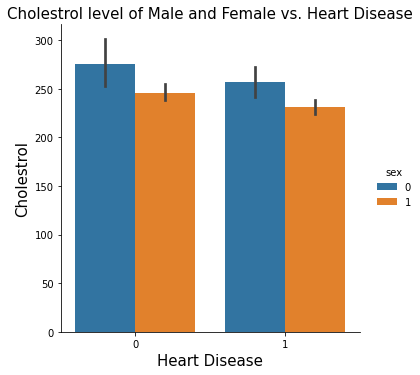 Cholestrol level of Male and Female vs. Heart Disease
300
250
200
150
100
50
0
Cholestrol
0
1
Heart Disease
sex
0
1